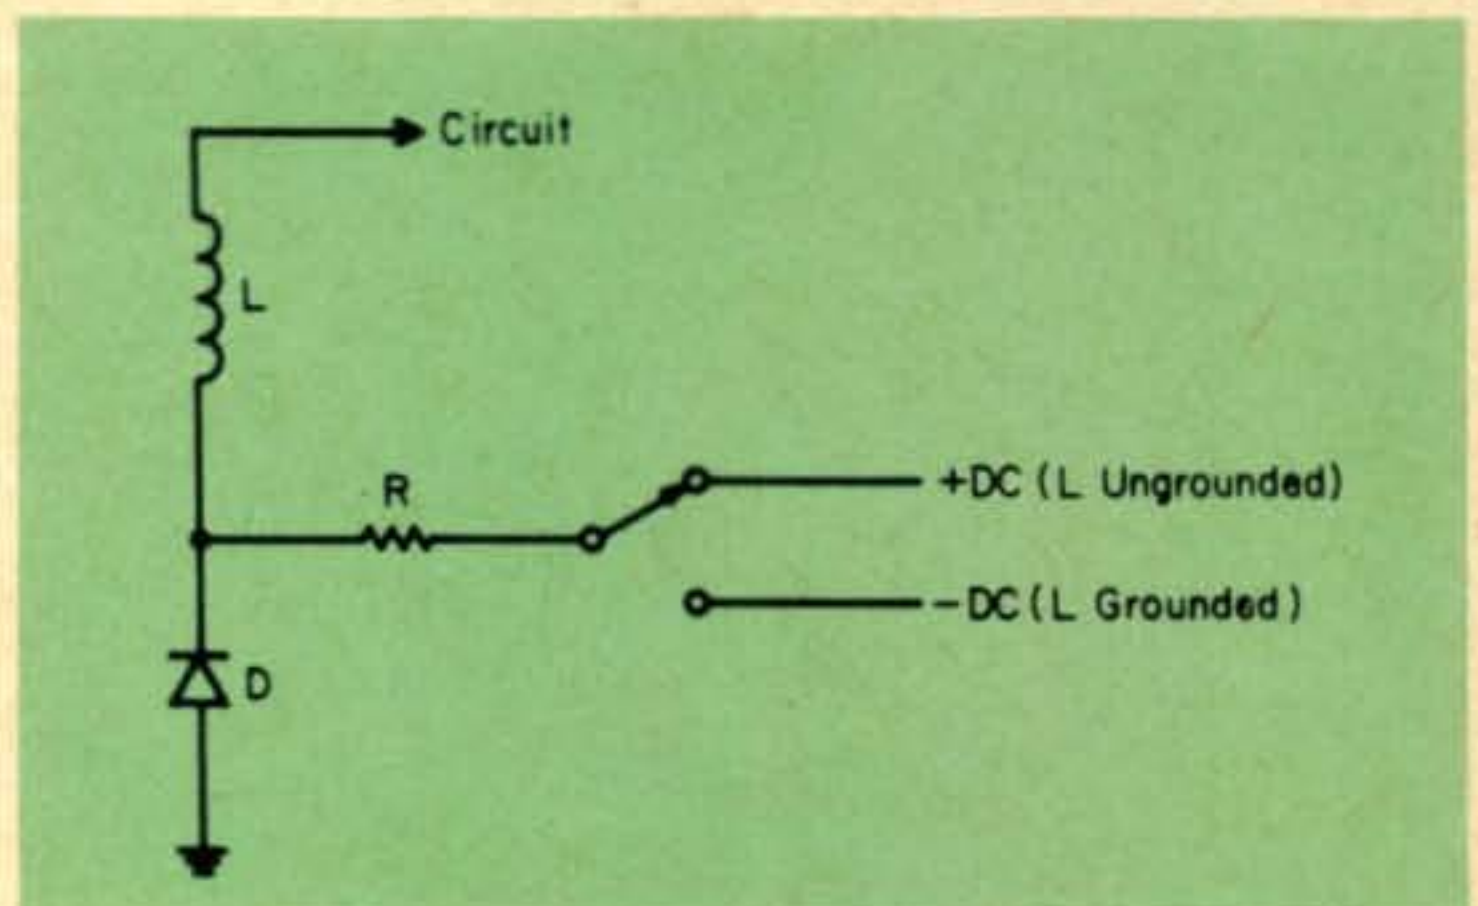 Circuit
L
R
+DC (L Ungrounded)
-DC (L Grounded)
D